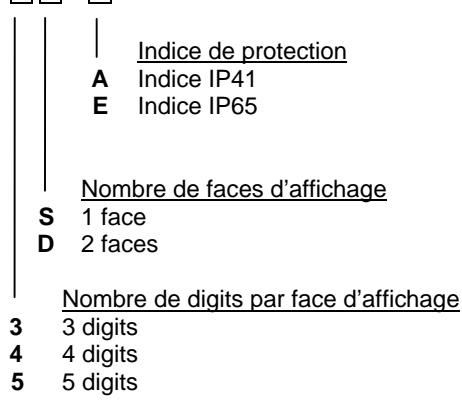 Indice de protection
A Indice IP41
E Indice IP65
Nombre de faces d'affichage
S 1 face
D 2 faces
Nombre de digits par face d'affichage
3 3 digits
4 4 digits
5 5 digits